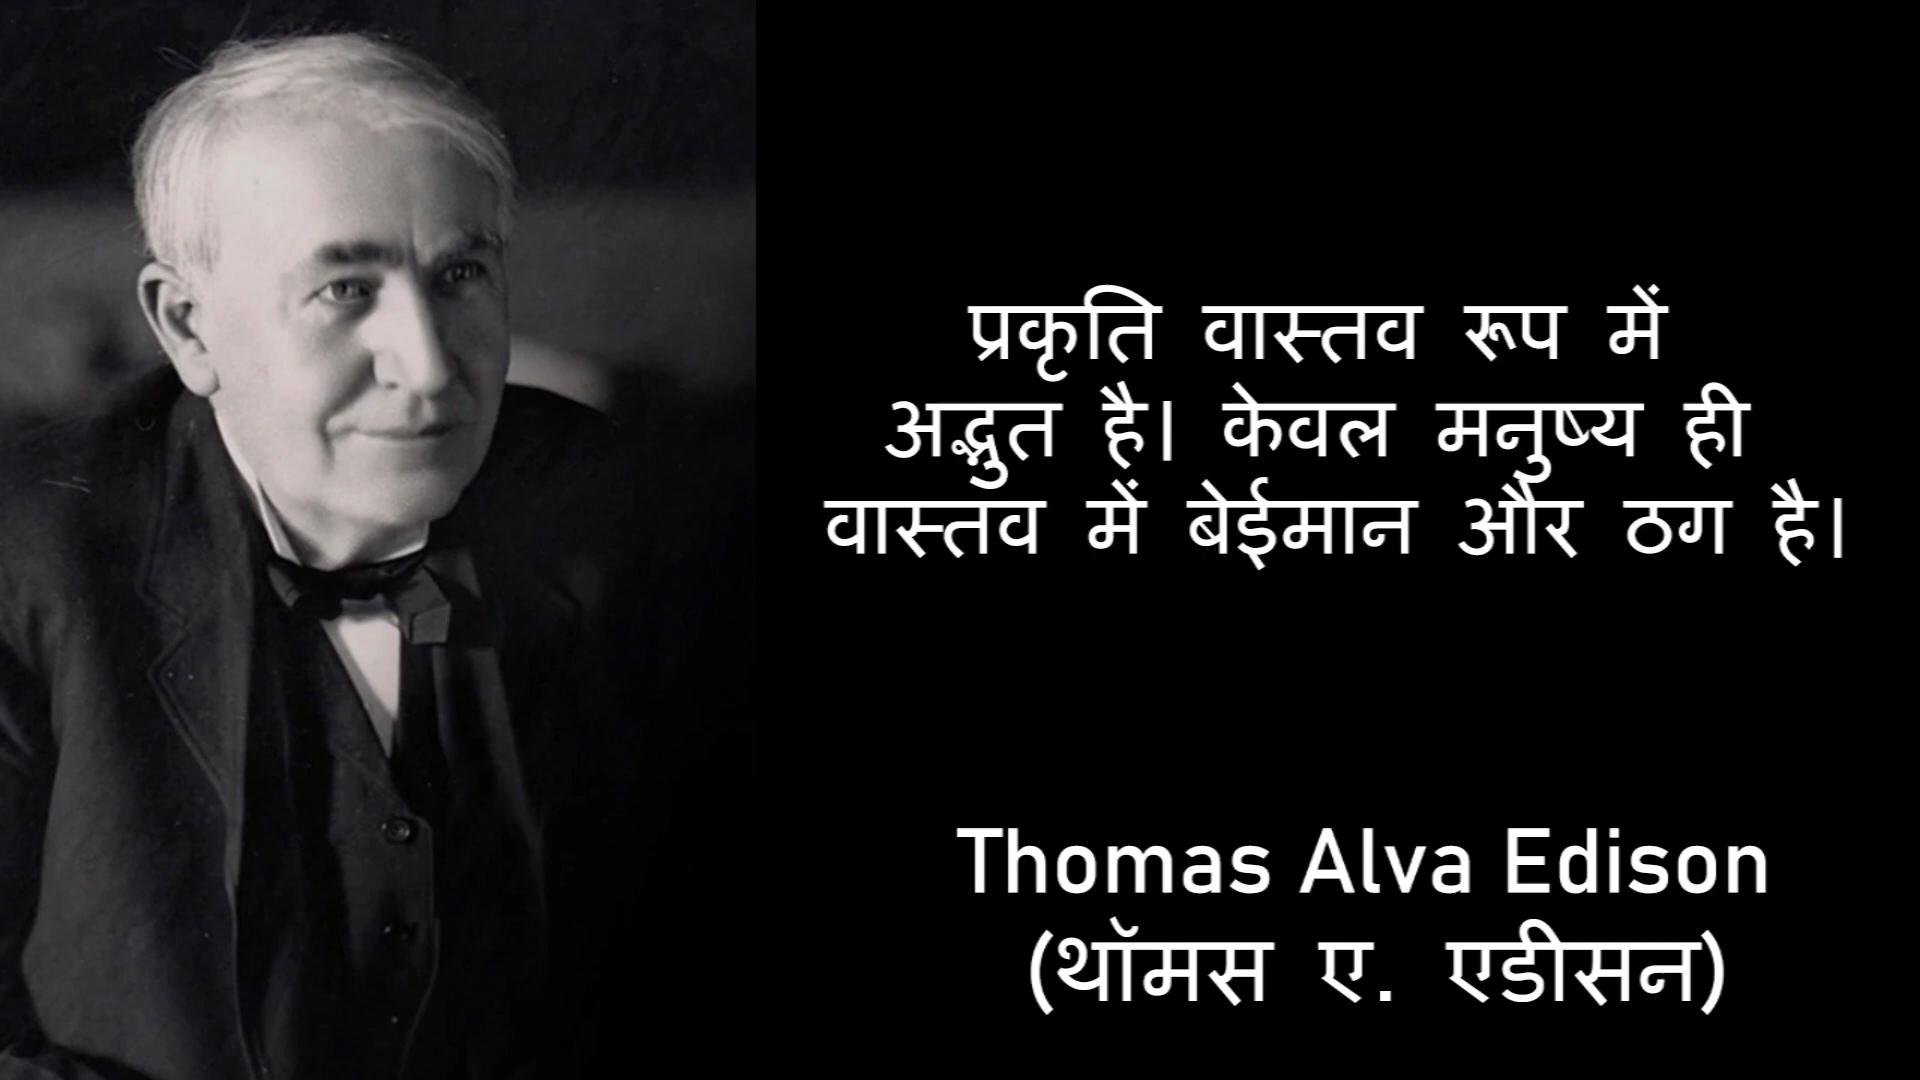 प्रकृति वास्तव रूप में
अद्भुत है। केवल मनुष्य ही
वास्तव में बेईमान और ठग है।
Thomas Alva Edison
(थॉमस ए. एडीसन)